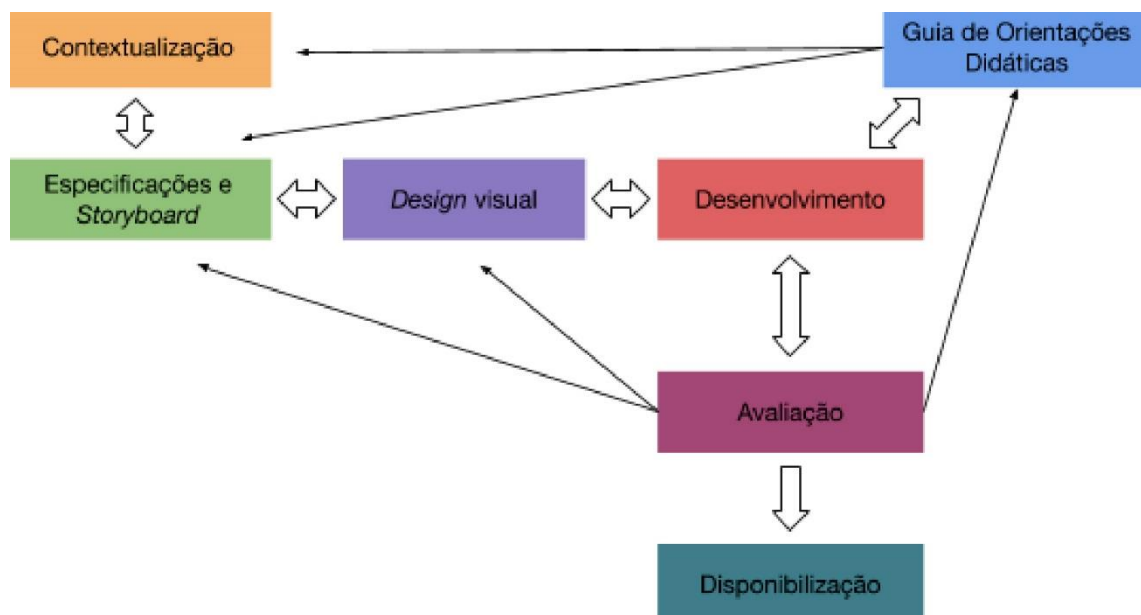 Contextualização
Guia de Orientações
Didáticas
Especificações e
Storyboard
Design visual
Desenvolvimento
Avaliação
Disponibilização